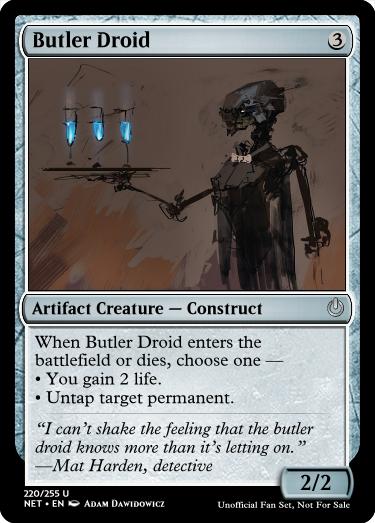 Butler Droid 3
Artifact Creature — Construct
When Butler Droid enters the
battlefield or dies, choose one —
• You gain 2 life.
• Untap target permanent.
“I can’t shake the feeling that the butler
droid knows more than it’s letting on.”
—Mat Harden, detective
2/2
220/255 U
NET • EN Adam Dawidowicz
Unofficial Fan Set, Not For Sale